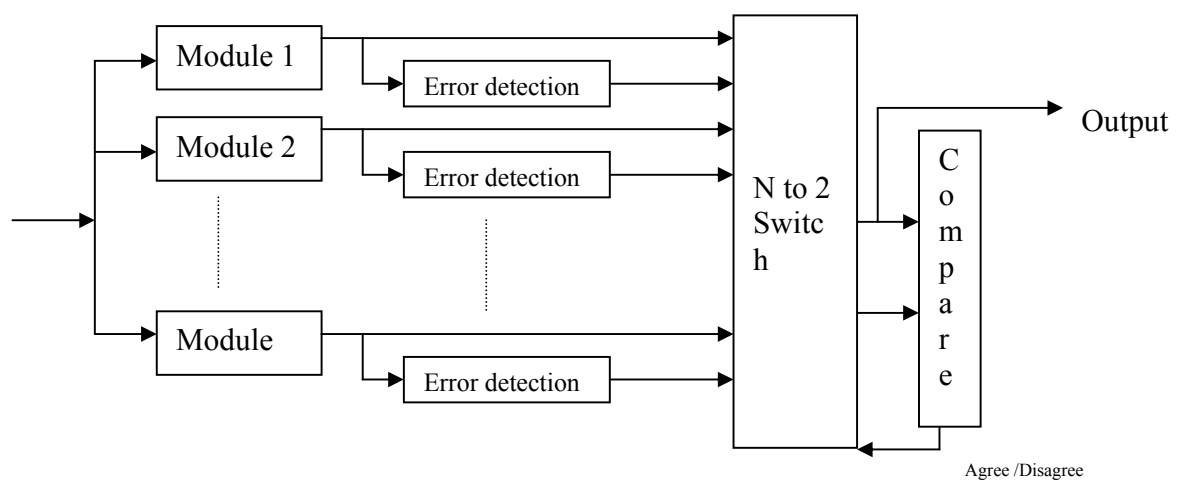 Module 1
Error detection
Module 2
Error detection
Module
Error detection
N to 2
Switc
h
C
o
m
p
a
r
e
Output
Agree /Disagree